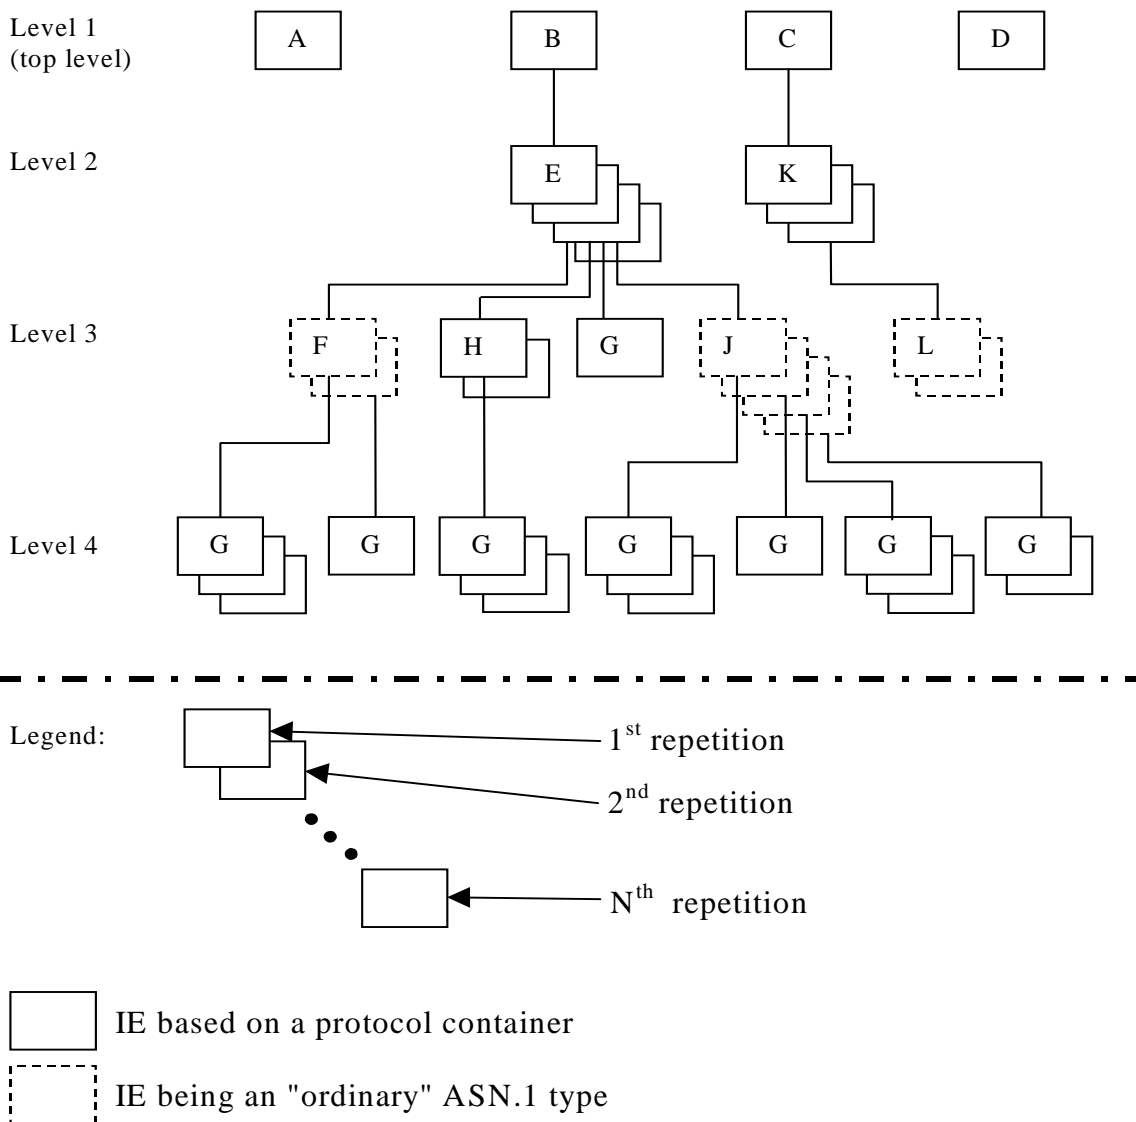 Level 1
(top level)
A B C D
Level 2
E K
Level 3
F H G J L
Level 4
G G G G G G G
Legend:
1st repetition
2nd repetition
Nth repetition
IE based on a protocol container
IE being an "ordinary" ASN.1 type